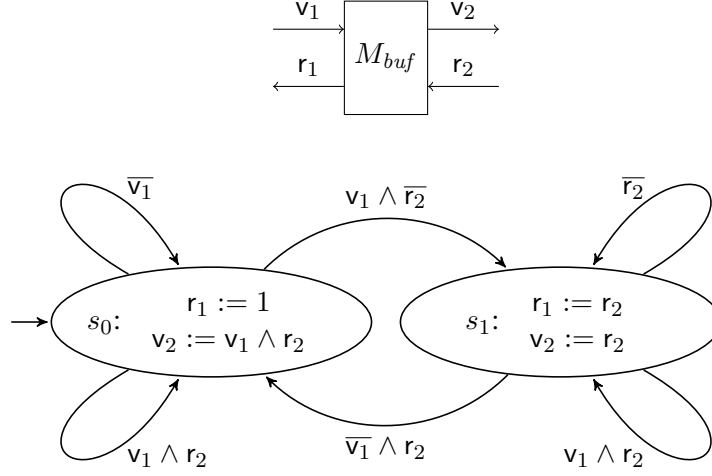 v₁ v₂
M_buf
r₁ r₂
v̅₁̅ v₁ ∧ r̅₂̅ r̅₂̅
s₀: r₁ := 1
v₂ := v₁ ∧ r₂
s₁: r₁ := r₂
v₂ := r₂
v₁ ∧ r₂ v̅₁̅ ∧ r₂ v₁ ∧ r₂